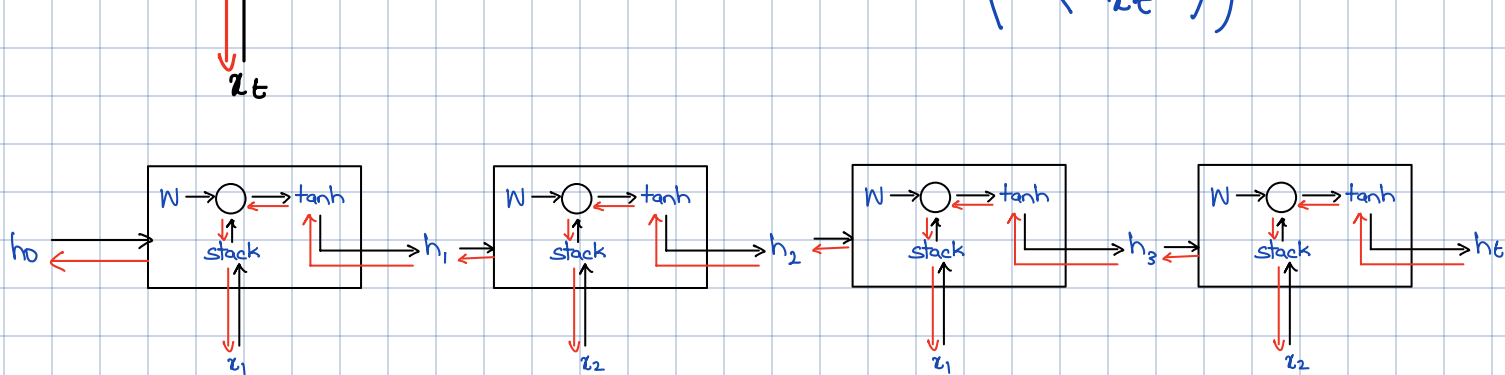 xt
W tanh W tanh W tanh W tanh
h0 stack h1 stack h2 stack h3 stack ht
x1 x2 x1 x2